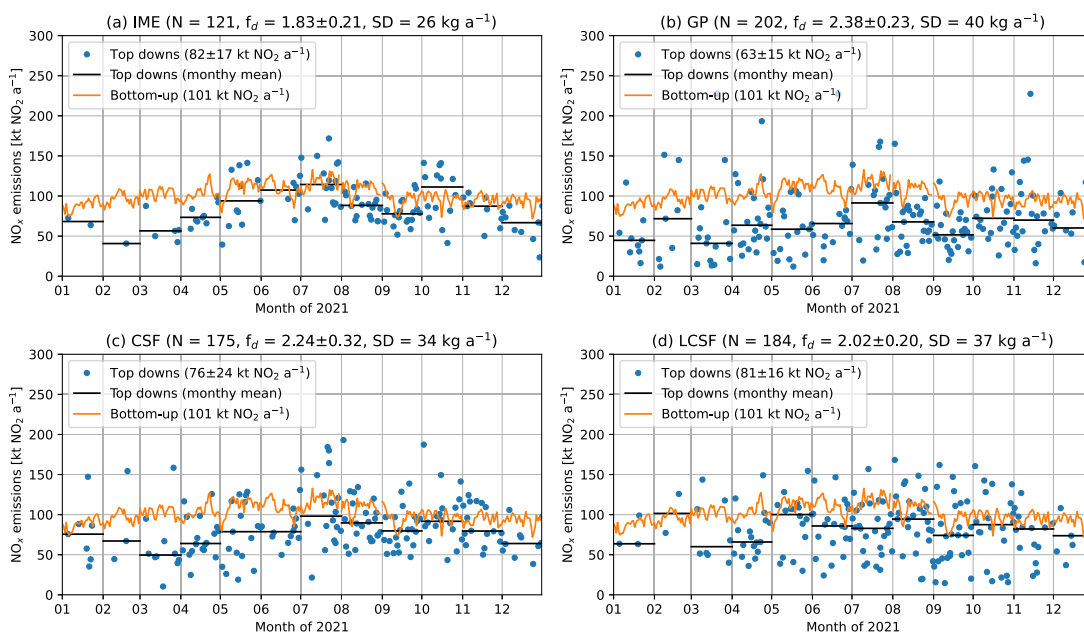 (a) IME (N = 121, f_d = 1.83±0.21, SD = 26 kg a⁻¹)
NOₓ emissions [kt NO₂ a⁻¹]
300
250
200
150
100
50
0
Top downs (82±17 kt NO₂ a⁻¹)
Top downs (monthy mean)
Bottom-up (101 kt NO₂ a⁻¹)
01 02 03 04 05 06 07 08 09 10 11 12
Month of 2021
(b) GP (N = 202, f_d = 2.38±0.23, SD = 40 kg a⁻¹)
NOₓ emissions [kt NO₂ a⁻¹]
300
250
200
150
100
50
0
Top downs (63±15 kt NO₂ a⁻¹)
Top downs (monthy mean)
Bottom-up (101 kt NO₂ a⁻¹)
01 02 03 04 05 06 07 08 09 10 11 12
Month of 2021
(c) CSF (N = 175, f_d = 2.24±0.32, SD = 34 kg a⁻¹)
NOₓ emissions [kt NO₂ a⁻¹]
300
250
200
150
100
50
0
Top downs (76±24 kt NO₂ a⁻¹)
Top downs (monthy mean)
Bottom-up (101 kt NO₂ a⁻¹)
01 02 03 04 05 06 07 08 09 10 11 12
Month of 2021
(d) LCSF (N = 184, f_d = 2.02±0.20, SD = 37 kg a⁻¹)
NOₓ emissions [kt NO₂ a⁻¹]
300
250
200
150
100
50
0
Top downs (81±16 kt NO₂ a⁻¹)
Top downs (monthy mean)
Bottom-up (101 kt NO₂ a⁻¹)
01 02 03 04 05 06 07 08 09 10 11 12
Month of 2021